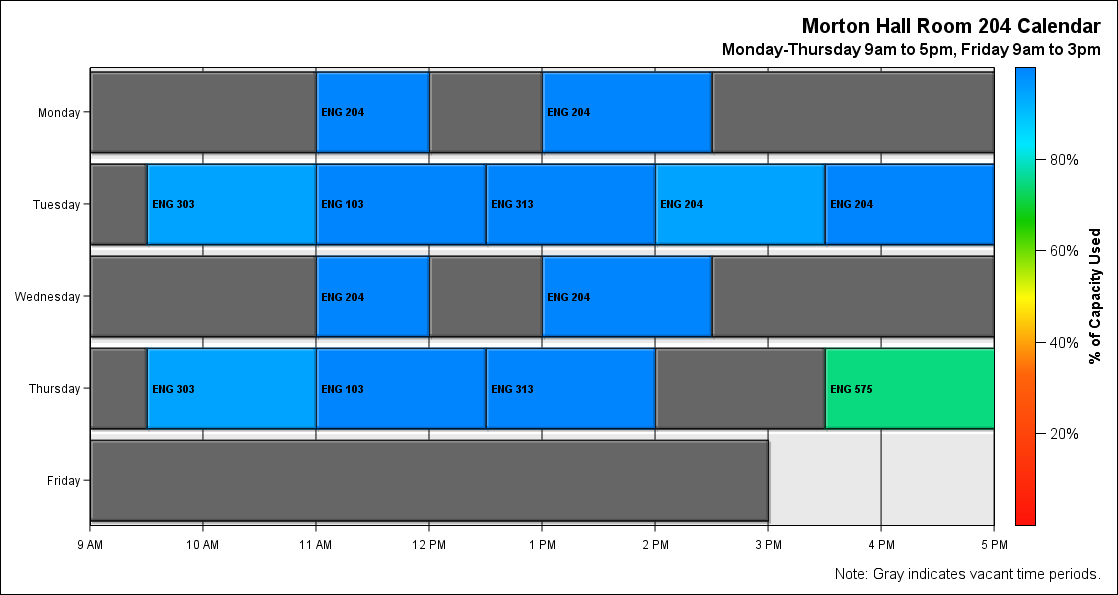 Morton Hall Room 204 Calendar
Monday-Thursday 9am to 5pm, Friday 9am to 3pm
Monday
ENG 204
ENG 204
Tuesday
ENG 303
ENG 103
ENG 313
ENG 204
ENG 204
Wednesday
ENG 204
ENG 204
Thursday
ENG 303
ENG 103
ENG 313
ENG 575
Friday
9 AM
10 AM
11 AM
12 PM
1 PM
2 PM
3 PM
4 PM
5 PM
80%
60%
40%
20%
% of Capacity Used
Note: Gray indicates vacant time periods.